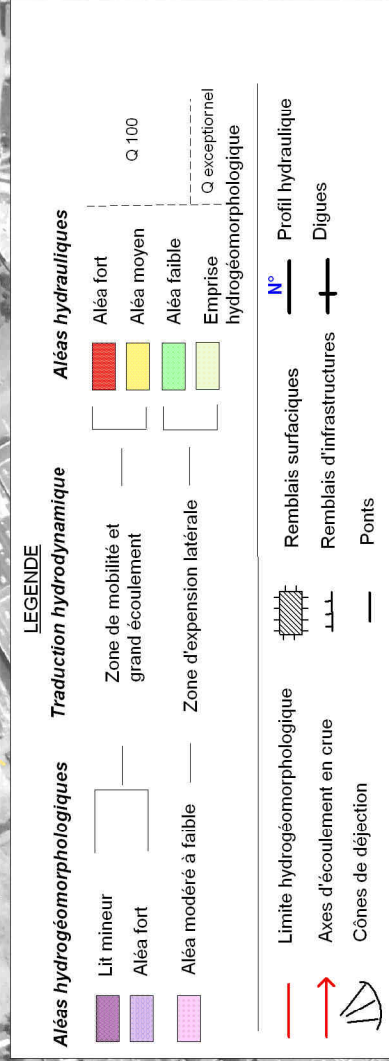 LEGENDE
Aléas hydrogéomorphologiques
Traduction hydrodynamique
Aléas hydrauliques
Lit mineur
Aléa fort
Aléa modéré à faible
Zone de mobilité et
grand écoulement
Zone d'expension latérale
Aléa fort
Aléa moyen
Aléa faible
Emprise
hydrogéomorphologique
Q 100
Q exceptionnel
Limite hydrogéomorphologique
Axes d'écoulement en crue
Cônes de déjection
Remblais surfaciques
Remblais d'infrastructures
Ponts
N°
Profil hydraulique
Digues